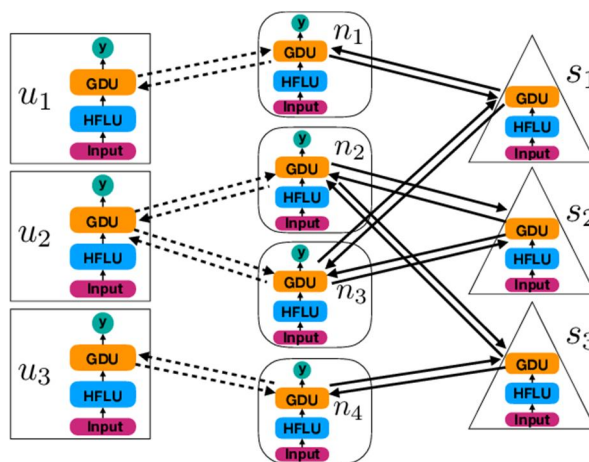 y
GDU
HFLU
Input
u1
y
GDU
HFLU
Input
u2
y
GDU
HFLU
Input
u3
y
GDU
HFLU
Input
n1
y
GDU
HFLU
Input
n2
y
GDU
HFLU
Input
n3
y
GDU
HFLU
Input
n4
GDU
HFLU
Input
s1
GDU
HFLU
Input
s2
GDU
HFLU
Input
s3